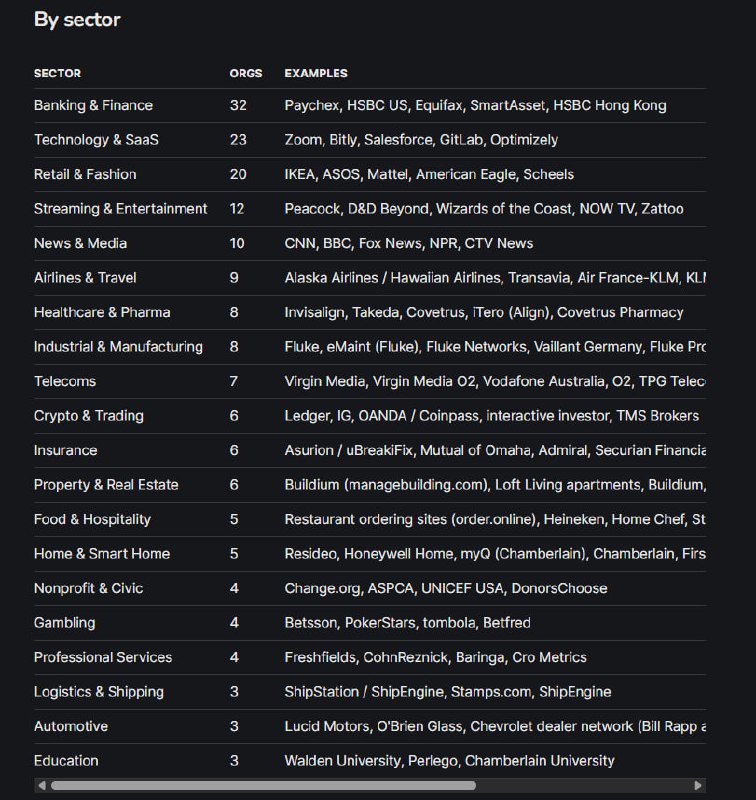 By sector
SECTOR ORGS EXAMPLES
Banking & Finance 32 Paychex, HSBC US, Equifax, SmartAsset, HSBC Hong Kong
Technology & SaaS 23 Zoom, Bitly, Salesforce, GitLab, Optimizely
Retail & Fashion 20 IKEA, ASOS, Mattel, American Eagle, Scheels
Streaming & Entertainment 12 Peacock, D&D Beyond, Wizards of the Coast, NOW TV, Zattoo
News & Media 10 CNN, BBC, Fox News, NPR, CTV News
Airlines & Travel 9 Alaska Airlines / Hawaiian Airlines, Transavia, Air France-KLM,
Healthcare & Pharma 8 Invisalign, Takeda, Covetrus, iTero (Align), Covetrus Pharmacy
Industrial & Manufacturing 8 Fluke, eMaint (Fluke), Fluke Networks, Vaillant Germany, Fluke
Telecoms 7 Virgin Media, Virgin Media O2, Vodafone Australia, O2, TPG
Crypto & Trading 6 Ledger, IG, OANDA / Coinpass, interactive investor, TMS Brokers
Insurance 6 Asurion / uBreakiFix, Mutual of Omaha, Admiral, Securian
Property & Real Estate 6 Buildium (managebuilding.com), Loft Living apartments, Buildium,
Food & Hospitality 5 Restaurant ordering sites (order.online), Heineken, Home Chef,
Home & Smart Home 5 Resideo, Honeywell Home, myQ (Chamberlain), Chamberlain,
Nonprofit & Civic 4 Change.org, ASPCA, UNICEF USA, DonorsChoose
Gambling 4 Betsson, PokerStars, tombola, Betfred
Professional Services 4 Freshfields, CohnReznick, Baringa, Cro Metrics
Logistics & Shipping 3 ShipStation / ShipEngine, Stamps.com, ShipEngine
Automotive 3 Lucid Motors, O'Brien Glass, Chevrolet dealer network (Bill Rapp
Education 3 Walden University, Perlego, Chamberlain University